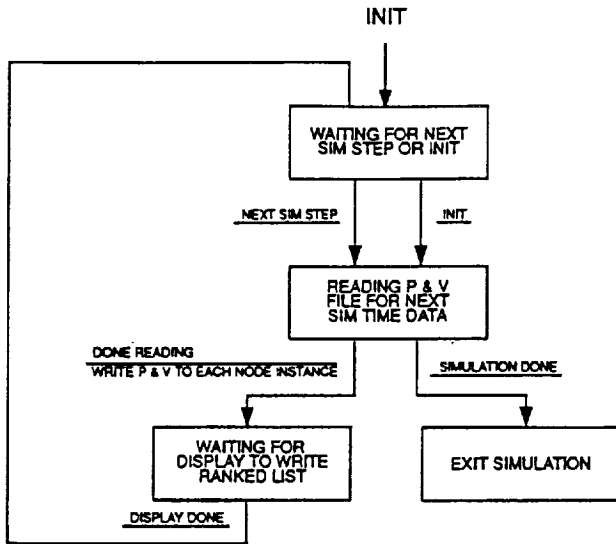 INIT
WAITING FOR NEXT
SIM STEP OR INIT
NEXT SIM STEP
INIT
READING P & V
FILE FOR NEXT
SIM TIME DATA
DONE READING
WRITE P & V TO EACH NODE INSTANCE
SIMULATION DONE
WAITING FOR
DISPLAY TO WRITE
RANKED LIST
EXIT SIMULATION
DISPLAY DONE